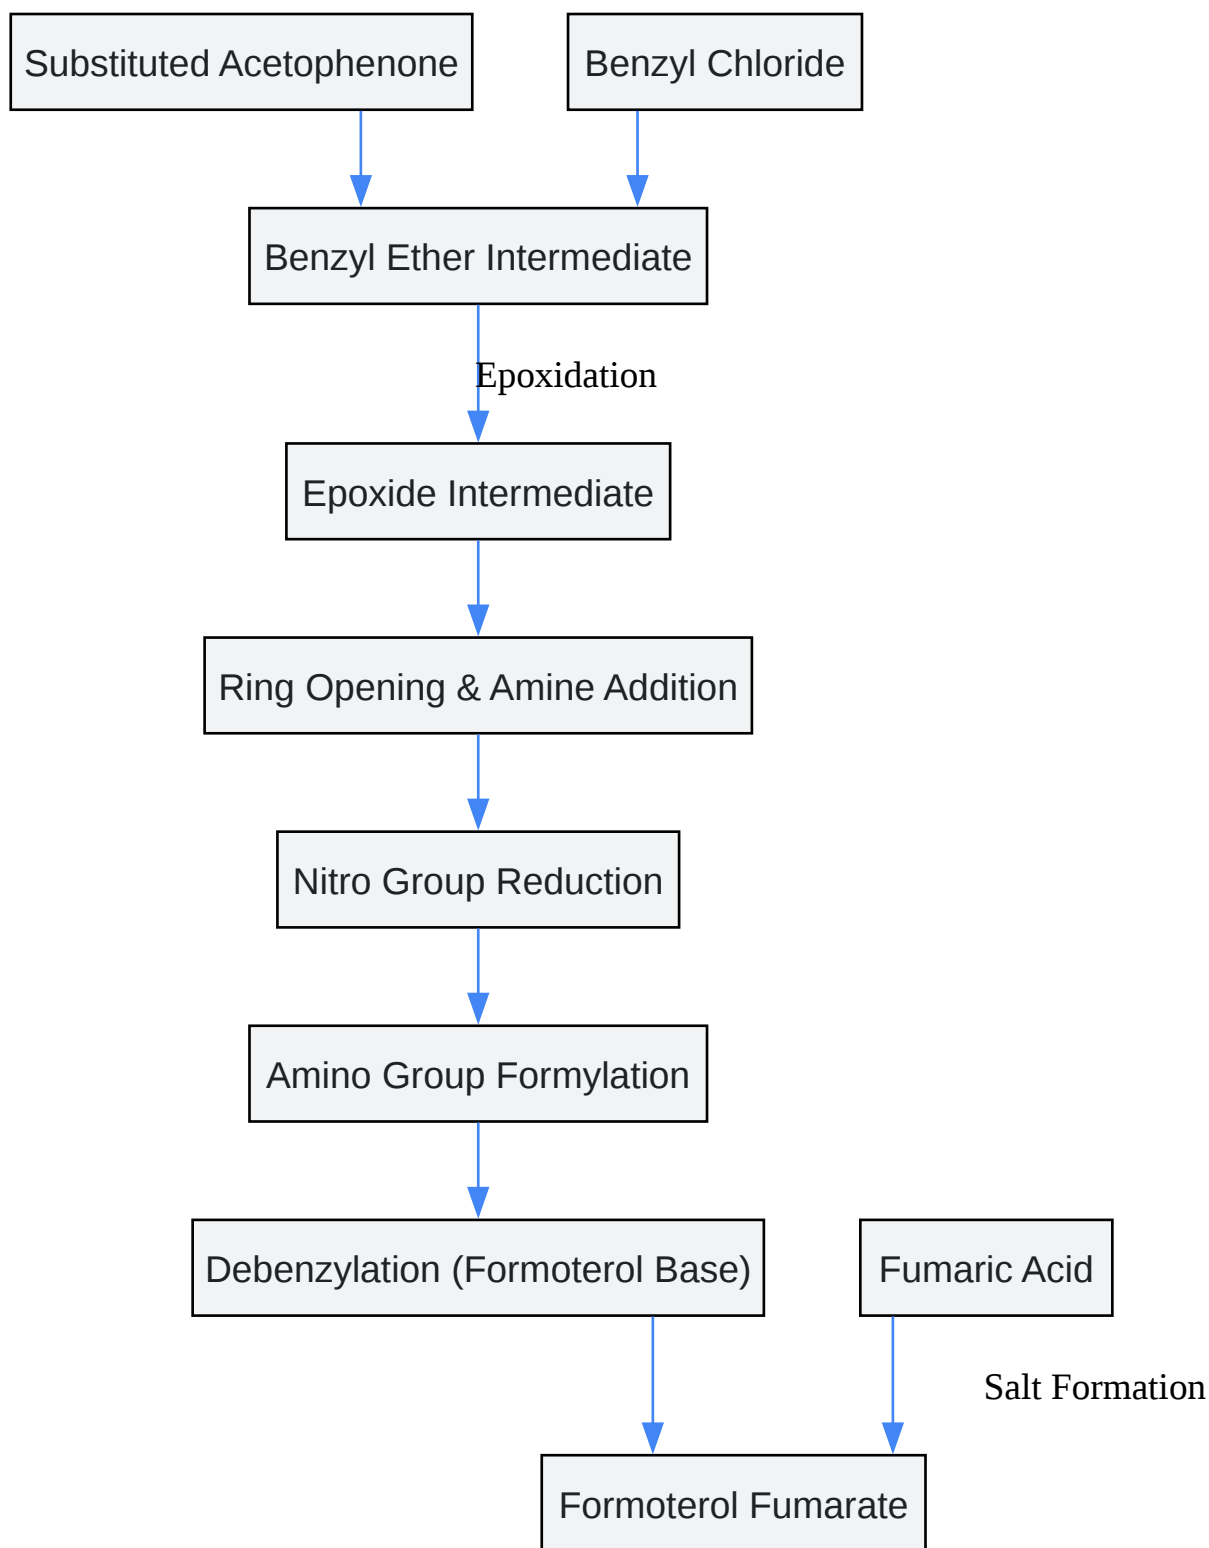 Substituted Acetophenone
Benzyl Chloride
Benzyl Ether Intermediate
Epoxidation
Epoxide Intermediate
Ring Opening & Amine Addition
Nitro Group Reduction
Amino Group Formylation
Debenzylation (Formoterol Base)
Fumaric Acid
Salt Formation
Formoterol Fumarate